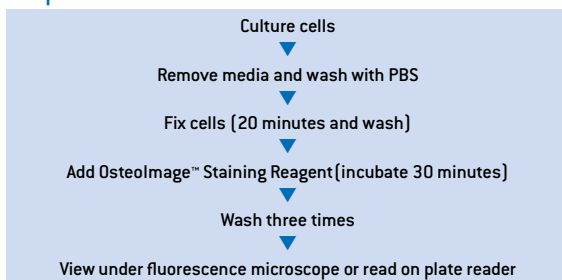 Culture cells
Remove media and wash with PBS
Fix cells (20 minutes and wash)
Add OsteoImage™ Staining Reagent (incubate 30 minutes)
Wash three times
View under fluorescence microscope or read on plate reader